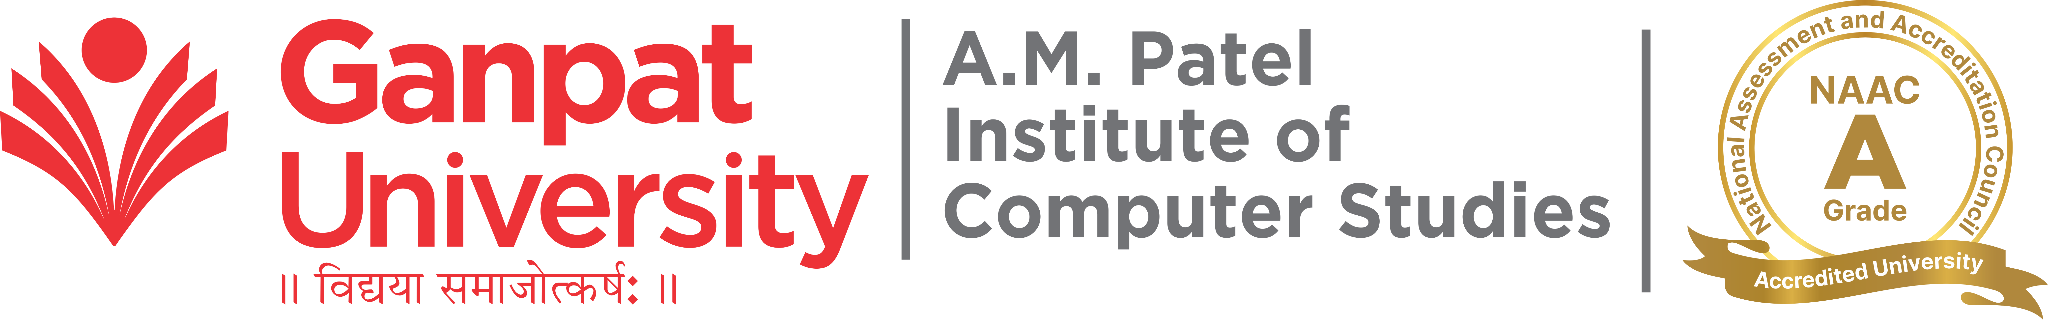 Ganpat
University
॥ विद्यया समाजोत्कर्षः ॥
A.M. Patel
Institute of
Computer Studies
National Assessment and Accreditation Council
NAAC
A
Grade
Accredited University